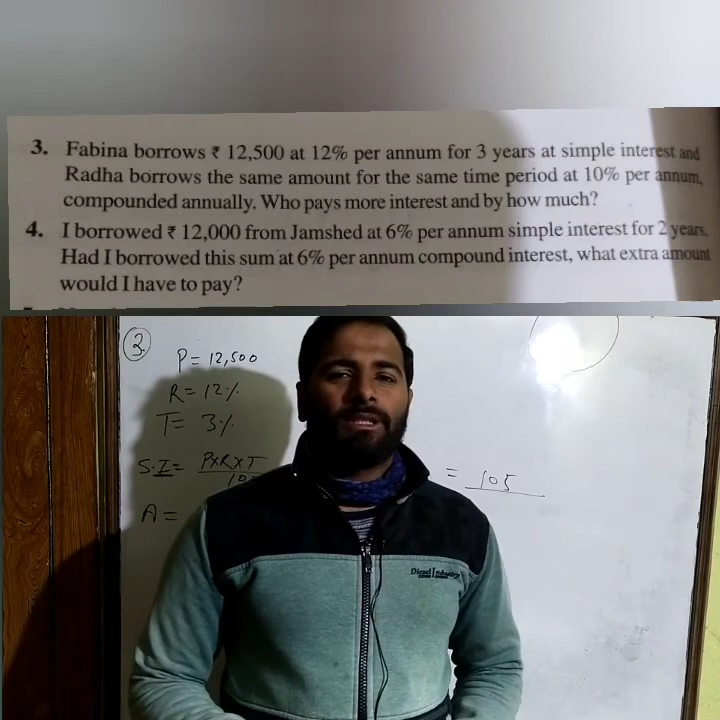 3. Fabina borrows ₹ 12,500 at 12% per annum for 3 years at simple interest and
Radha borrows the same amount for the same time period at 10% per annum,
compounded annually. Who pays more interest and by how much?
4. I borrowed ₹ 12,000 from Jamshed at 6% per annum simple interest for 2 years.
Had I borrowed this sum at 6% per annum compound interest, what extra amount
would I have to pay?
3.
P = 12,500
R = 12%
T = 3%
S.I = PXRXT
A =
= 105
Diesel Industry